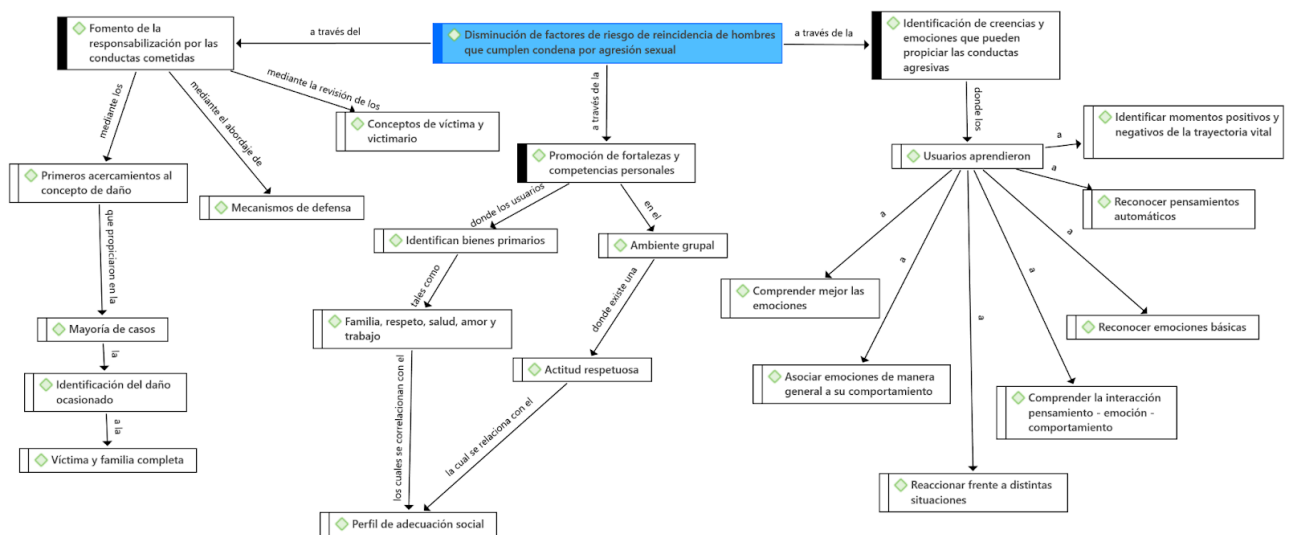 Fomento de la
responsabilización por las
conductas cometidas
a través del
Disminución de factores de riesgo de reincidencia de hombres
que cumplen condena por agresión sexual
a través de la
Identificación de creencias y
emociones que pueden
propiciar las conductas
agresivas
mediante los
mediante el abordaje de
mediante la revisión de los
a través de la
donde los
Conceptos de víctima y
victimario
Identificar momentos positivos y
negativos de la trayectoria vital
a
Promoción de fortalezas y
competencias personales
Usuarios aprendieron
Primeros acercamientos al
concepto de daño
a
Reconocer pensamientos
automáticos
Mecanismos de defensa
donde los usuarios
en el
que propiciaron en la
Identifican bienes primarios
Ambiente grupal
a
a
a
a
a
tales como
donde existe una
Comprender mejor las
emociones
Mayoría de casos
Familia, respeto, salud, amor y
trabajo
Reconocer emociones básicas
la
los cuales se correlacionan con el
Actitud respetuosa
Identificación del daño
ocasionado
Asociar emociones de manera
general a su comportamiento
Comprender la interacción
pensamiento - emoción -
comportamiento
a la
la cual se relaciona con el
Víctima y familia completa
Reaccionar frente a distintas
situaciones
Perfil de adecuación social